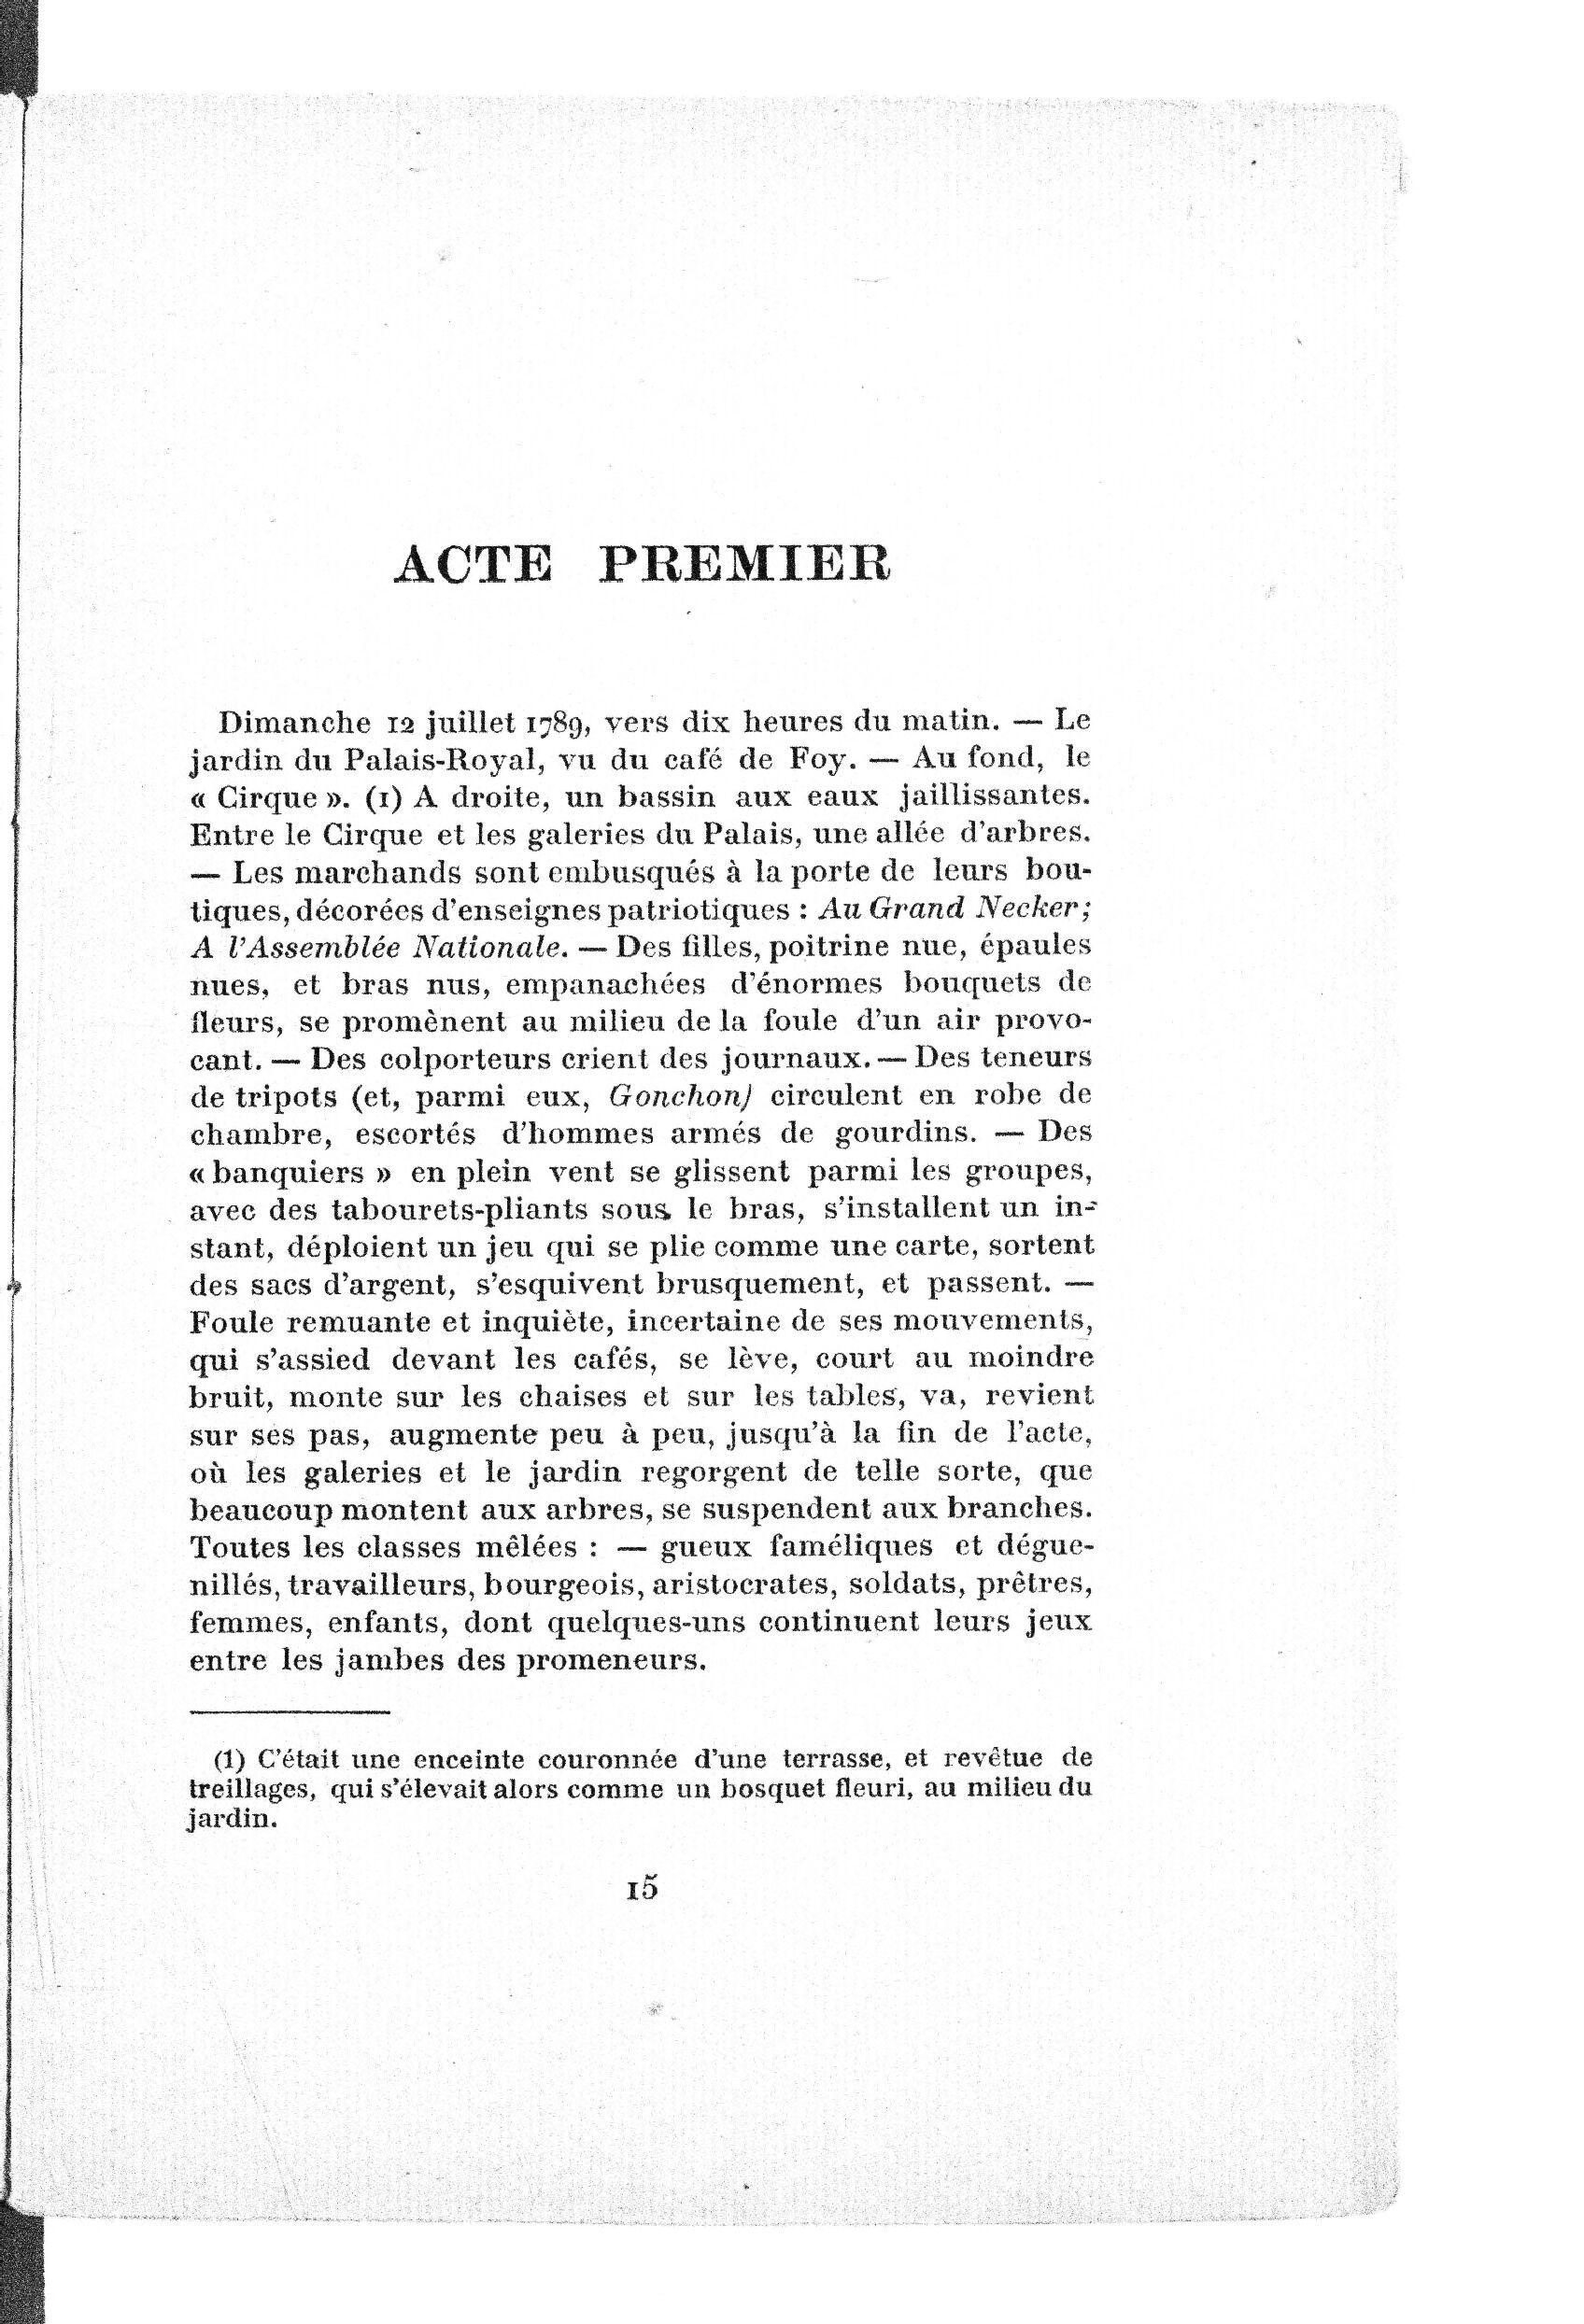 ACTE PREMIER
Dimanche 12 juillet 1789, vers dix heures du matin. — Le
jardin du Palais-Royal, vu du café de Foy. — Au fond, le
« Cirque ». (1) A droite, un bassin aux eaux jaillissantes.
Entre le Cirque et les galeries du Palais, une allée d'arbres.
— Les marchands sont embusqués à la porte de leurs bou-
tiques, décorées d'enseignes patriotiques : Au Grand Necker;
A l'Assemblée Nationale. — Des filles, poitrine nue, épaules
nues, et bras nus, empanachées d'énormes bouquets de
fleurs, se promènent au milieu de la foule d'un air provo-
cant. — Des colporteurs crient des journaux. — Des teneurs
de tripots (et, parmi eux, Gonchon) circulent en robe de
chambre, escortés d'hommes armés de gourdins. — Des
« banquiers » en plein vent se glissent parmi les groupes,
avec des tabourets-pliants sous le bras, s'installent un in-
stant, déploient un jeu qui se plie comme une carte, sortent
des sacs d'argent, s'esquivent brusquement, et passent. —
Foule remuante et inquiète, incertaine de ses mouvements,
qui s'assied devant les cafés, se lève, court au moindre
bruit, monte sur les chaises et sur les tables, va, revient
sur ses pas, augmente peu à peu, jusqu'à la fin de l'acte,
où les galeries et le jardin regorgent de telle sorte, que
beaucoup montent aux arbres, se suspendent aux branches.
Toutes les classes mêlées : — gueux faméliques et dégue-
nillés, travailleurs, bourgeois, aristocrates, soldats, prêtres,
femmes, enfants, dont quelques-uns continuent leurs jeux
entre les jambes des promeneurs.
(1) C'était une enceinte couronnée d'une terrasse, et revêtue de
treillages, qui s'élevait alors comme un bosquet fleuri, au milieu du
jardin.
15